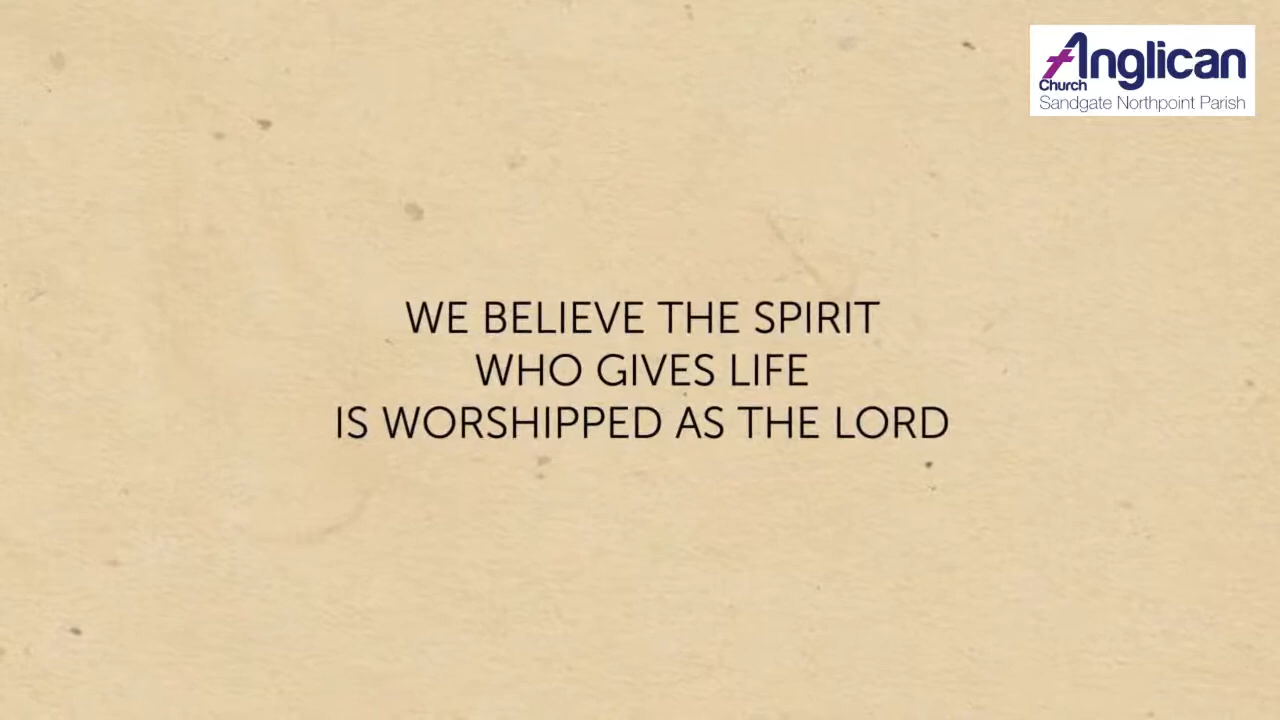 Anglican
Church
Sandgate Northpoint Parish
WE BELIEVE THE SPIRIT
WHO GIVES LIFE
IS WORSHIPPED AS THE LORD